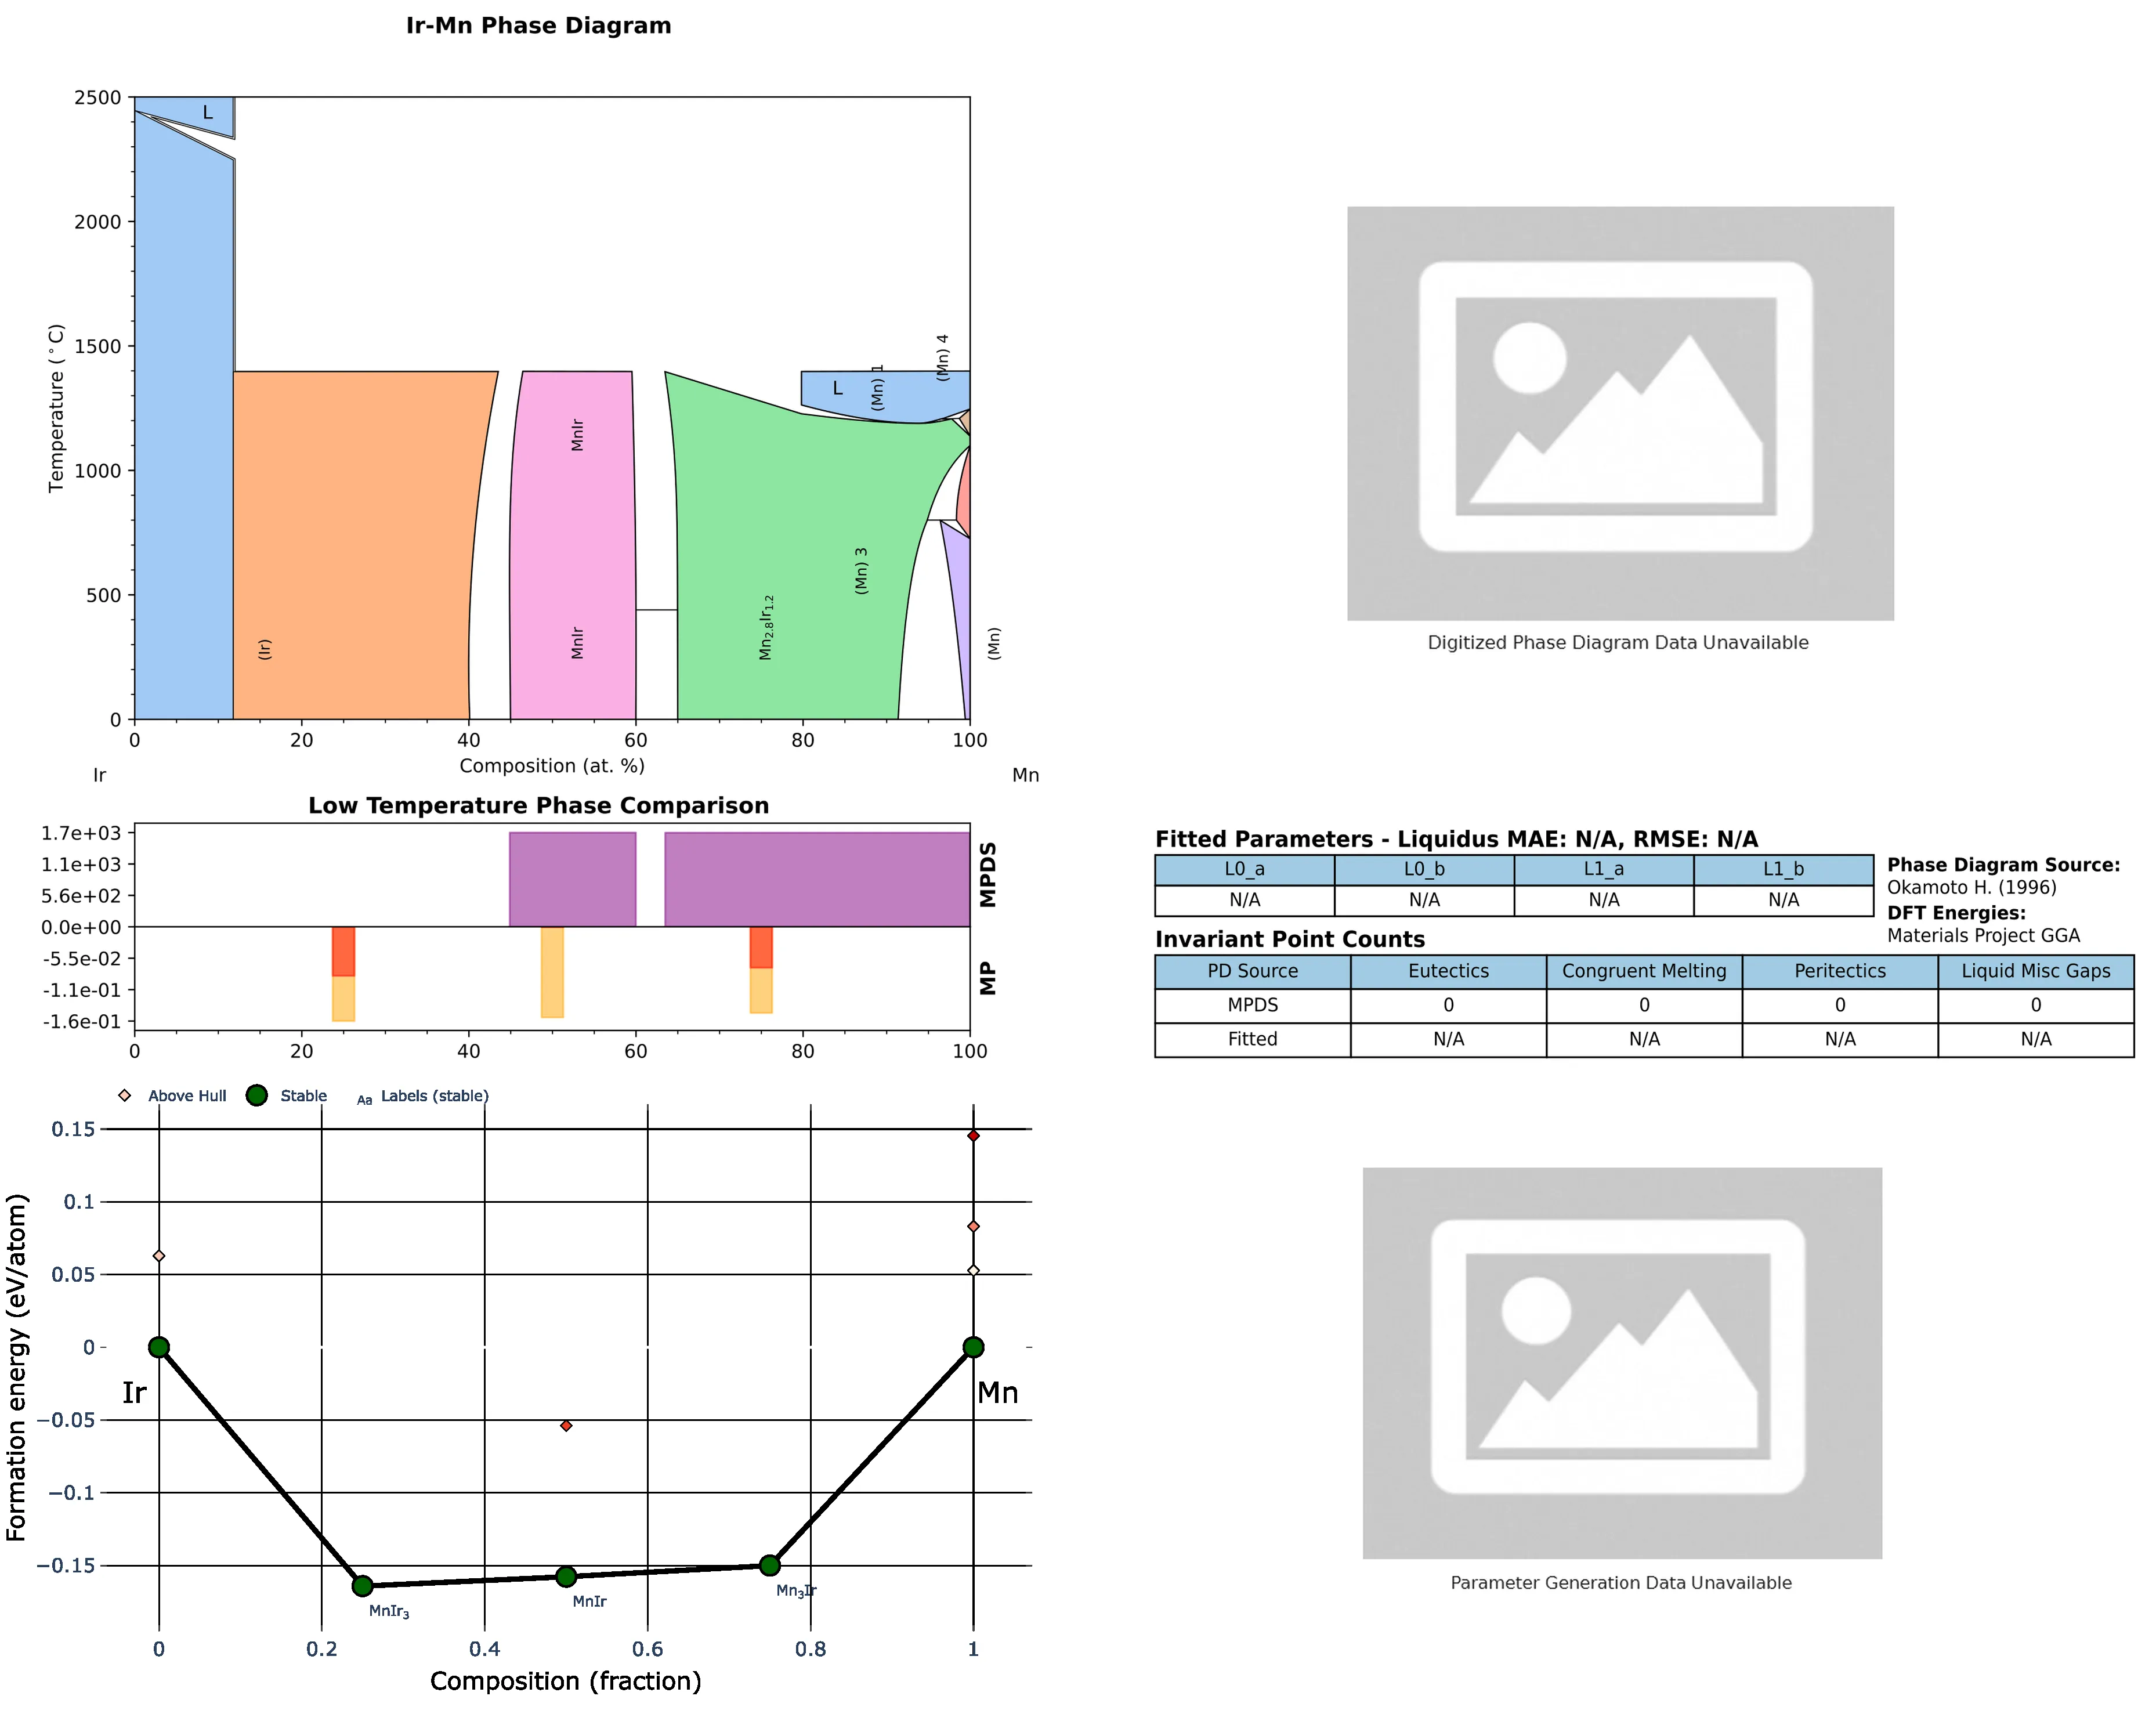 Ir-Mn Phase Diagram
2500
2000
1500
1000
500
0
Temperature (°C)
L
L
(Mn) 1
(Mn) 4
MnIr
MnIr
(Mn) 3
Mn2.8Ir1.2
(Ir)
(Mn)
0 20 40 60 80 100
Composition (at. %)
Ir Mn
Digitized Phase Diagram Data Unavailable
Low Temperature Phase Comparison
1.7e+03
1.1e+03
5.6e+02
0.0e+00
-5.5e-02
-1.1e-01
-1.6e-01
MPDS
MP
0 20 40 60 80 100
Fitted Parameters - Liquidus MAE: N/A, RMSE: N/A
L0_a L0_b L1_a L1_b
N/A N/A N/A N/A
Phase Diagram Source:
Okamoto H. (1996)
DFT Energies:
Materials Project GGA
Invariant Point Counts
PD Source Eutectics Congruent Melting Peritectics Liquid Misc Gaps
MPDS 0 0 0 0
Fitted N/A N/A N/A N/A
Above Hull Stable Aa Labels (stable)
0.15
0.1
0.05
0
−0.05
−0.1
−0.15
Formation energy (eV/atom)
Ir
Mn
MnIr3
MnIr
Mn3Ir
0 0.2 0.4 0.6 0.8 1
Composition (fraction)
Parameter Generation Data Unavailable